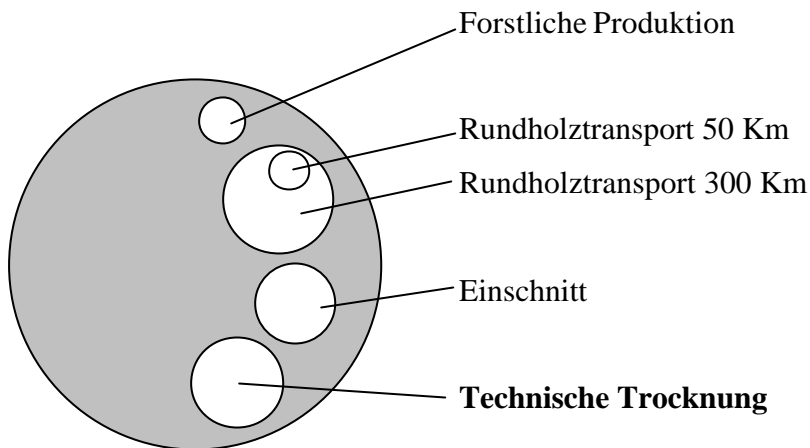 Forstliche Produktion
Rundholztransport 50 Km
Rundholztransport 300 Km
Einschnitt
Technische Trocknung